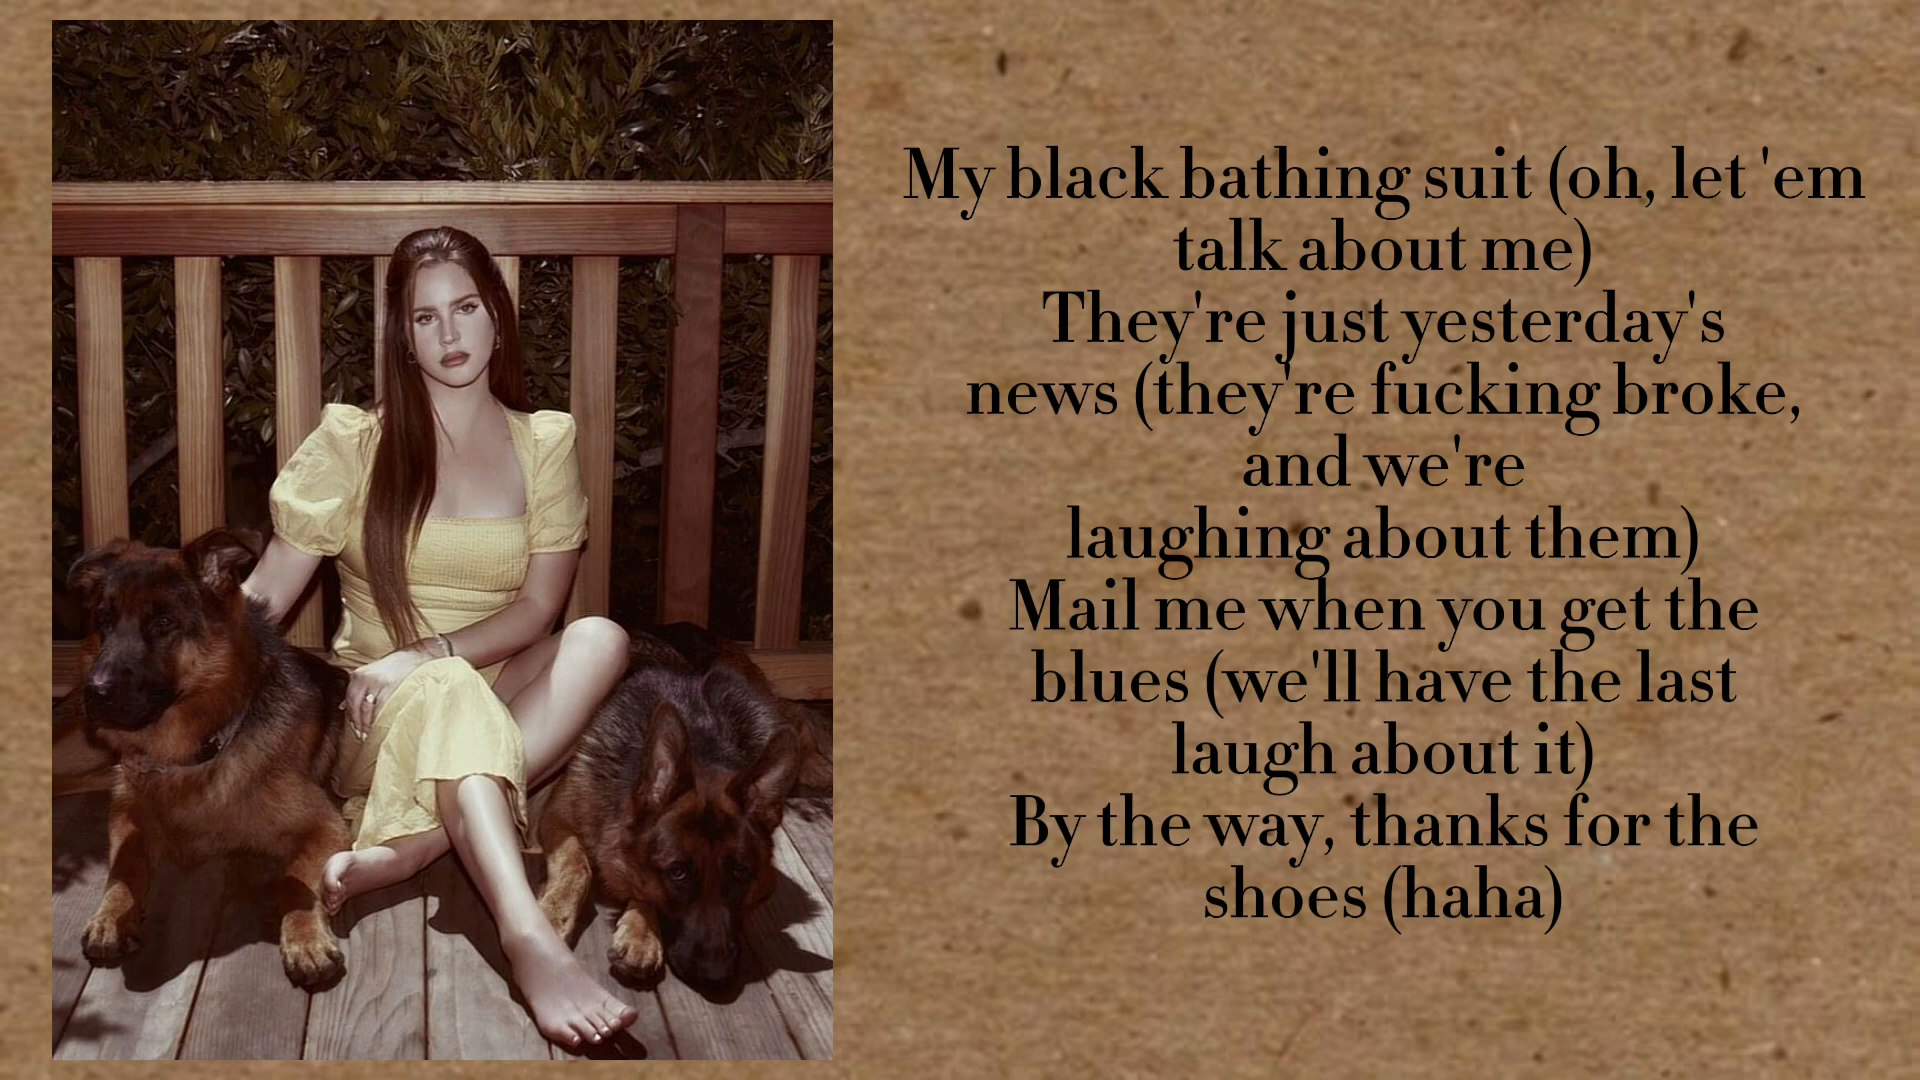 My black bathing suit (oh, let 'em
talk about me)
They're just yesterday's
news (they're fucking broke,
and we're
laughing about them)
Mail me when you get the
blues (we'll have the last
laugh about it)
By the way, thanks for the
shoes (haha)